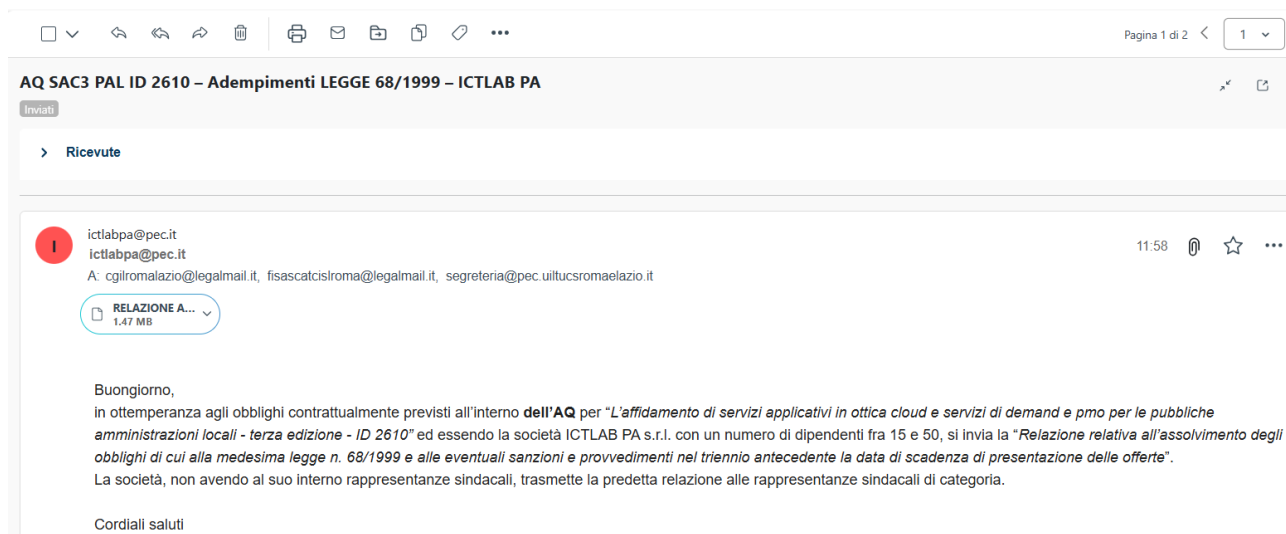 Pagina 1 di 2
1
AQ SAC3 PAL ID 2610 – Adempimenti LEGGE 68/1999 – ICTLAB PA
Inviati
Ricevute
I
ictlabpa@pec.it
ictlabpa@pec.it
11:58
A: cgilromalazio@legalmail.it, fisascatcislroma@legalmail.it, segreteria@pec.uiltucsromaelazio.it
RELAZIONE A...
1.47 MB
Buongiorno,
in ottemperanza agli obblighi contrattualmente previsti all’interno dell’AQ per “L’affidamento di servizi applicativi in ottica cloud e servizi di demand e pmo per le pubbliche
amministrazioni locali - terza edizione - ID 2610” ed essendo la società ICTLAB PA s.r.l. con un numero di dipendenti fra 15 e 50, si invia la “Relazione relativa all’assolvimento degli
obblighi di cui alla medesima legge n. 68/1999 e alle eventuali sanzioni e provvedimenti nel triennio antecedente la data di scadenza di presentazione delle offerte”.
La società, non avendo al suo interno rappresentanze sindacali, trasmette la predetta relazione alle rappresentanze sindacali di categoria.
Cordiali saluti